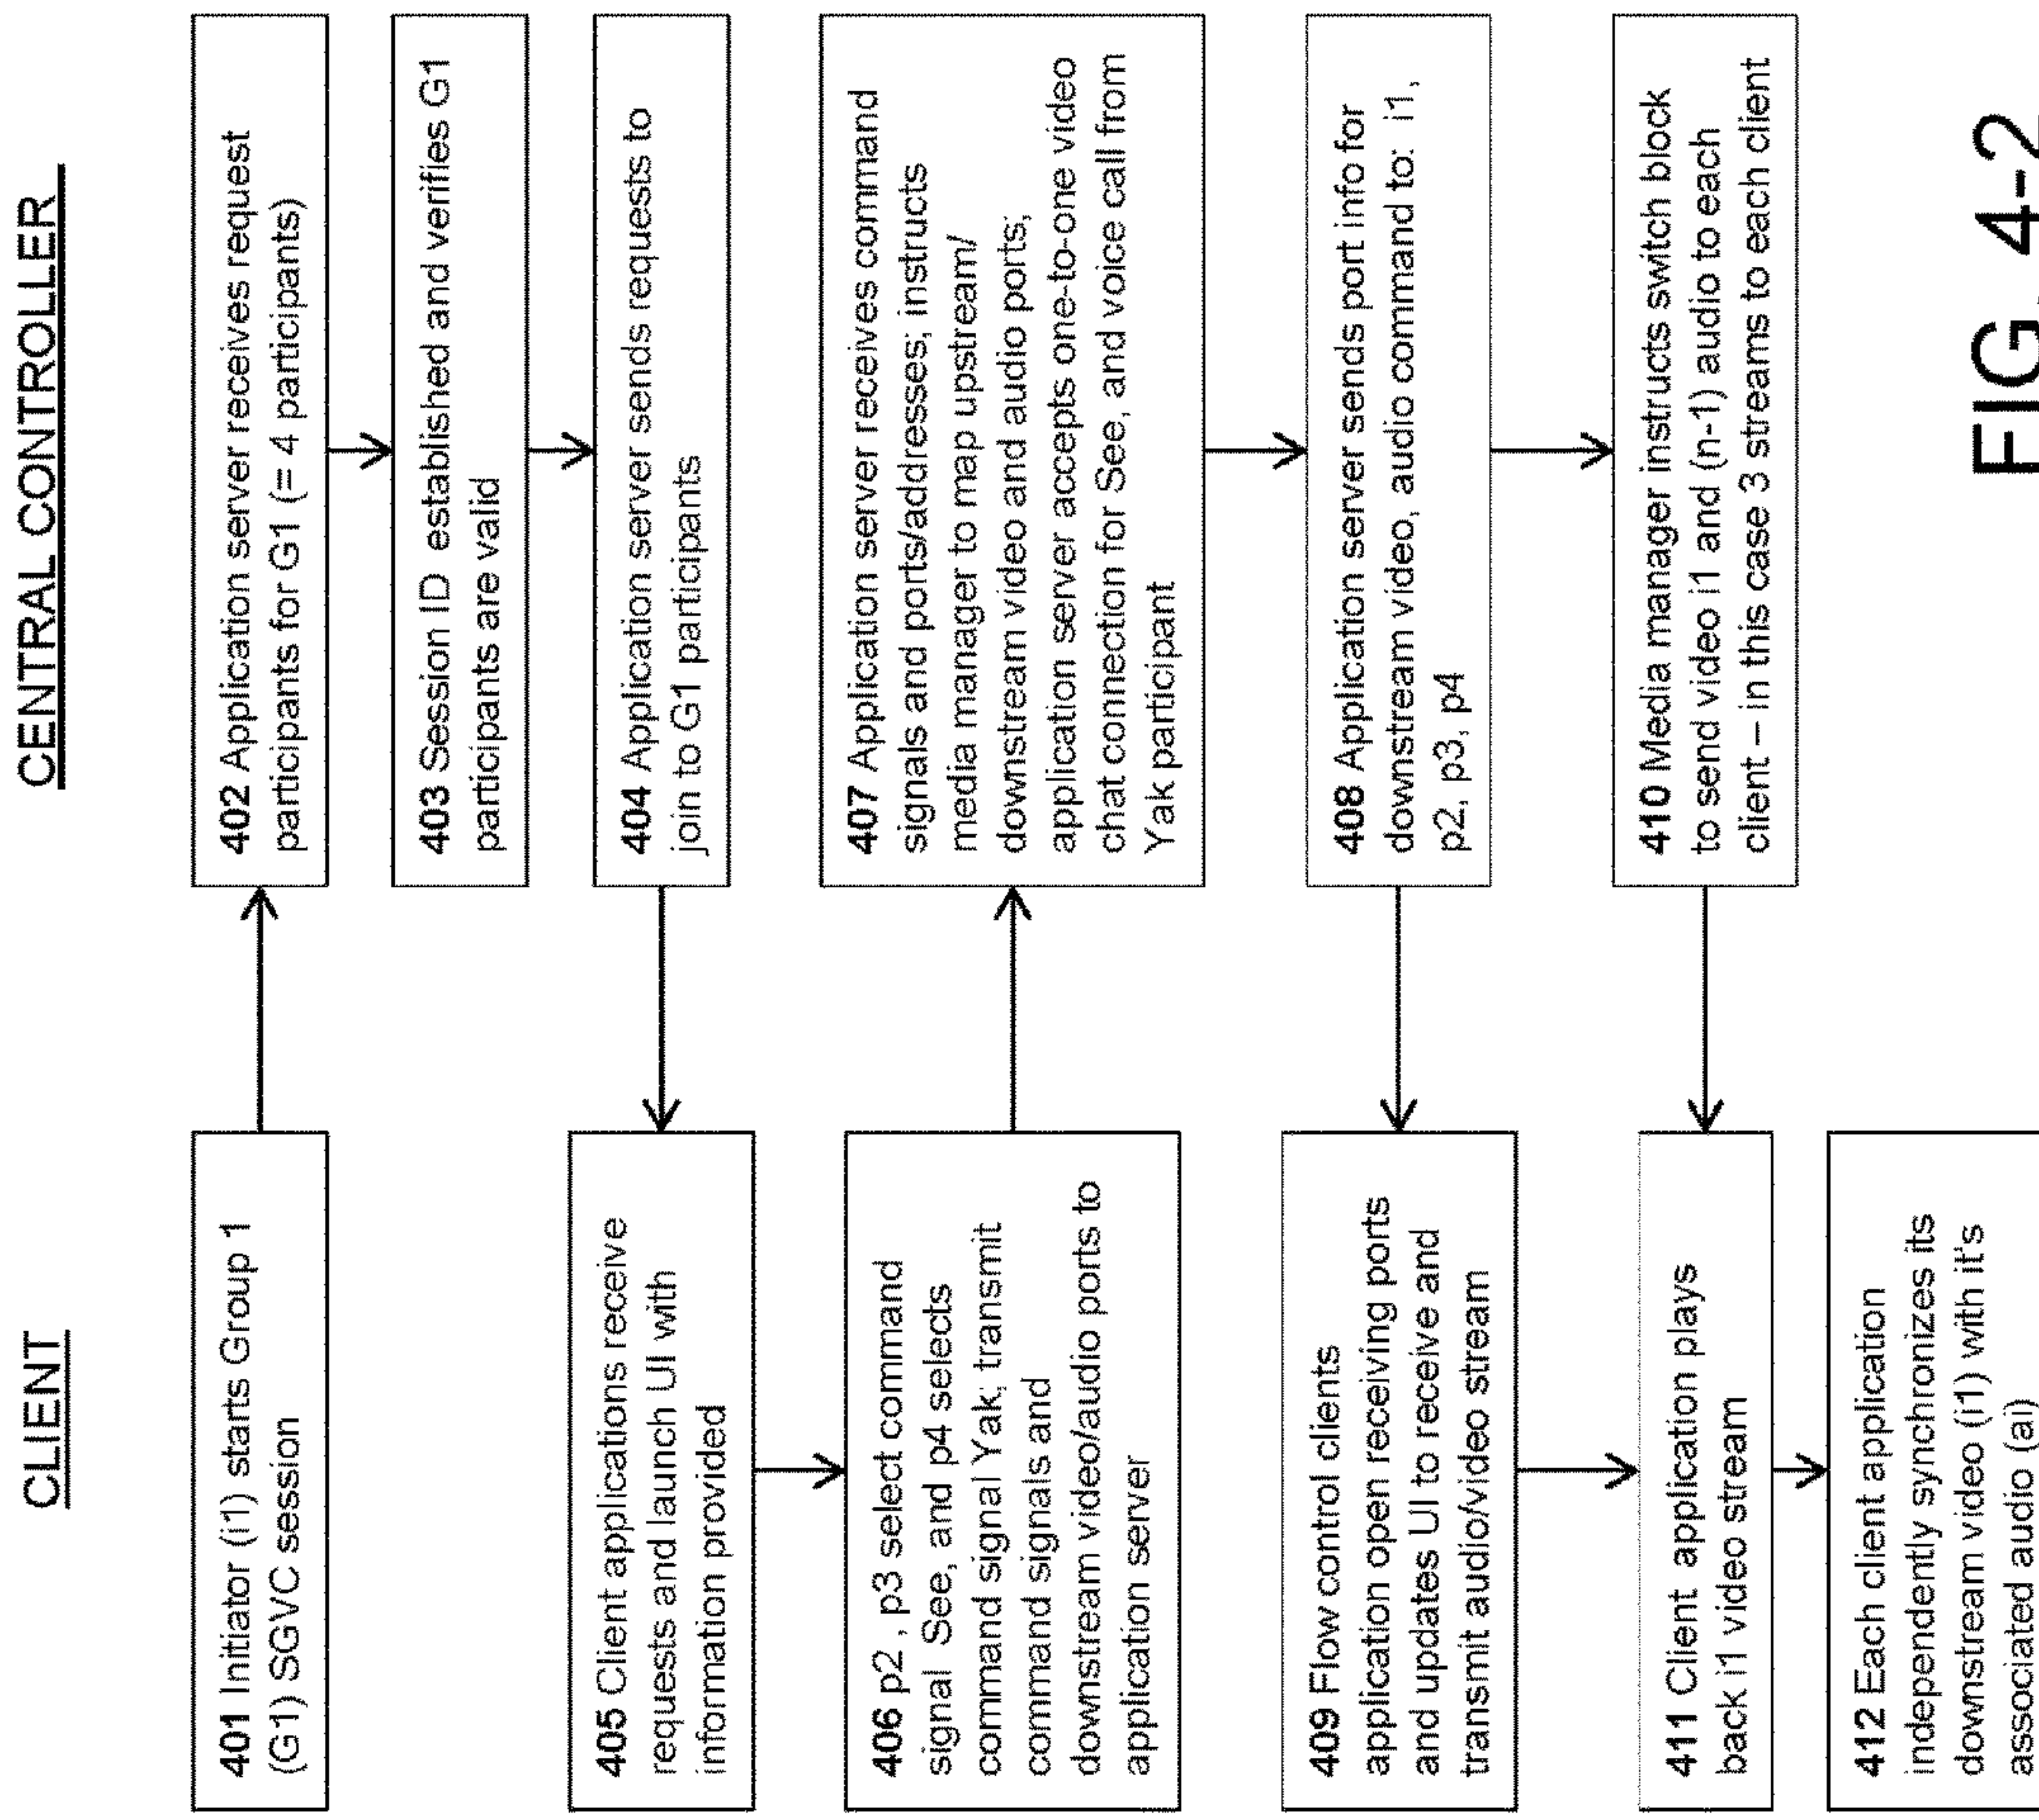 CLIENT
CENTRAL CONTROLLER
401 Initiator (i1) starts Group 1
(G1) SGVC session
402 Application server receives request
participants for G1 (= 4 participants)
403 Session ID established and verifies G1
participants are valid
404 Application server sends requests to
join to G1 participants
405 Client applications receive
requests and launch UI with
information provided
406 p2 , p3 select command
signal See, and p4 selects
command signal Yak; transmit
command signals and
downstream video/audio ports to
application server
407 Application server receives command
signals and ports/addresses; instructs
media manager to map upstream/
downstream video and audio ports;
application server accepts one-to-one video
chat connection for See, and voice call from
Yak participant
408 Application server sends port info for
downstream video, audio command to: i1,
p2, p3, p4
409 Flow control clients
application open receiving ports
and updates UI to receive and
transmit audio/video stream
410 Media manager instructs switch block
to send video i1 and (n-1) audio to each
client – in this case 3 streams to each client
411 Client application plays
back i1 video stream
412 Each client application
independently synchronizes its
downstream video (i1) with it's
associated audio (ai)
FIG. 4-2